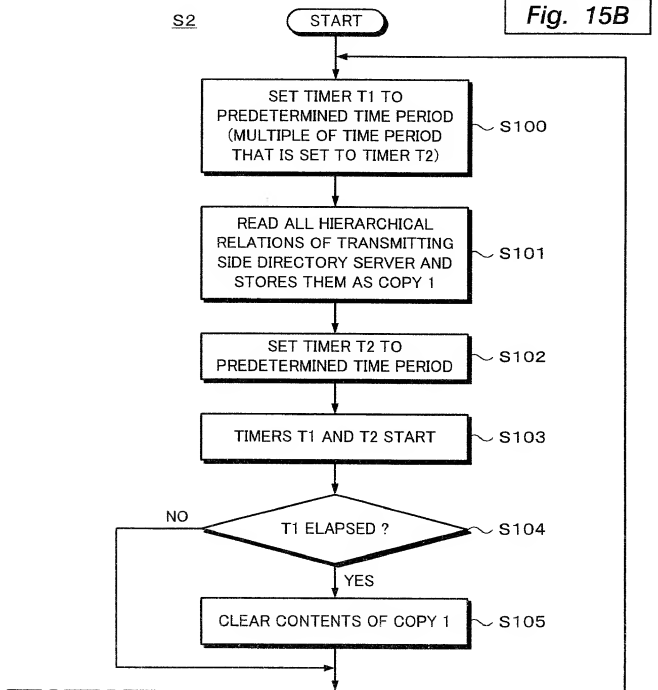 S2
START
Fig. 15B
SET TIMER T1 TO
PREDETERMINED TIME PERIOD
(MULTIPLE OF TIME PERIOD
THAT IS SET TO TIMER T2)
S100
READ ALL HIERARCHICAL
RELATIONS OF TRANSMITTING
SIDE DIRECTORY SERVER AND
STORES THEM AS COPY 1
S101
SET TIMER T2 TO
PREDETERMINED TIME PERIOD
S102
TIMERS T1 AND T2 START
S103
NO
T1 ELAPSED ?
S104
YES
CLEAR CONTENTS OF COPY 1
S105